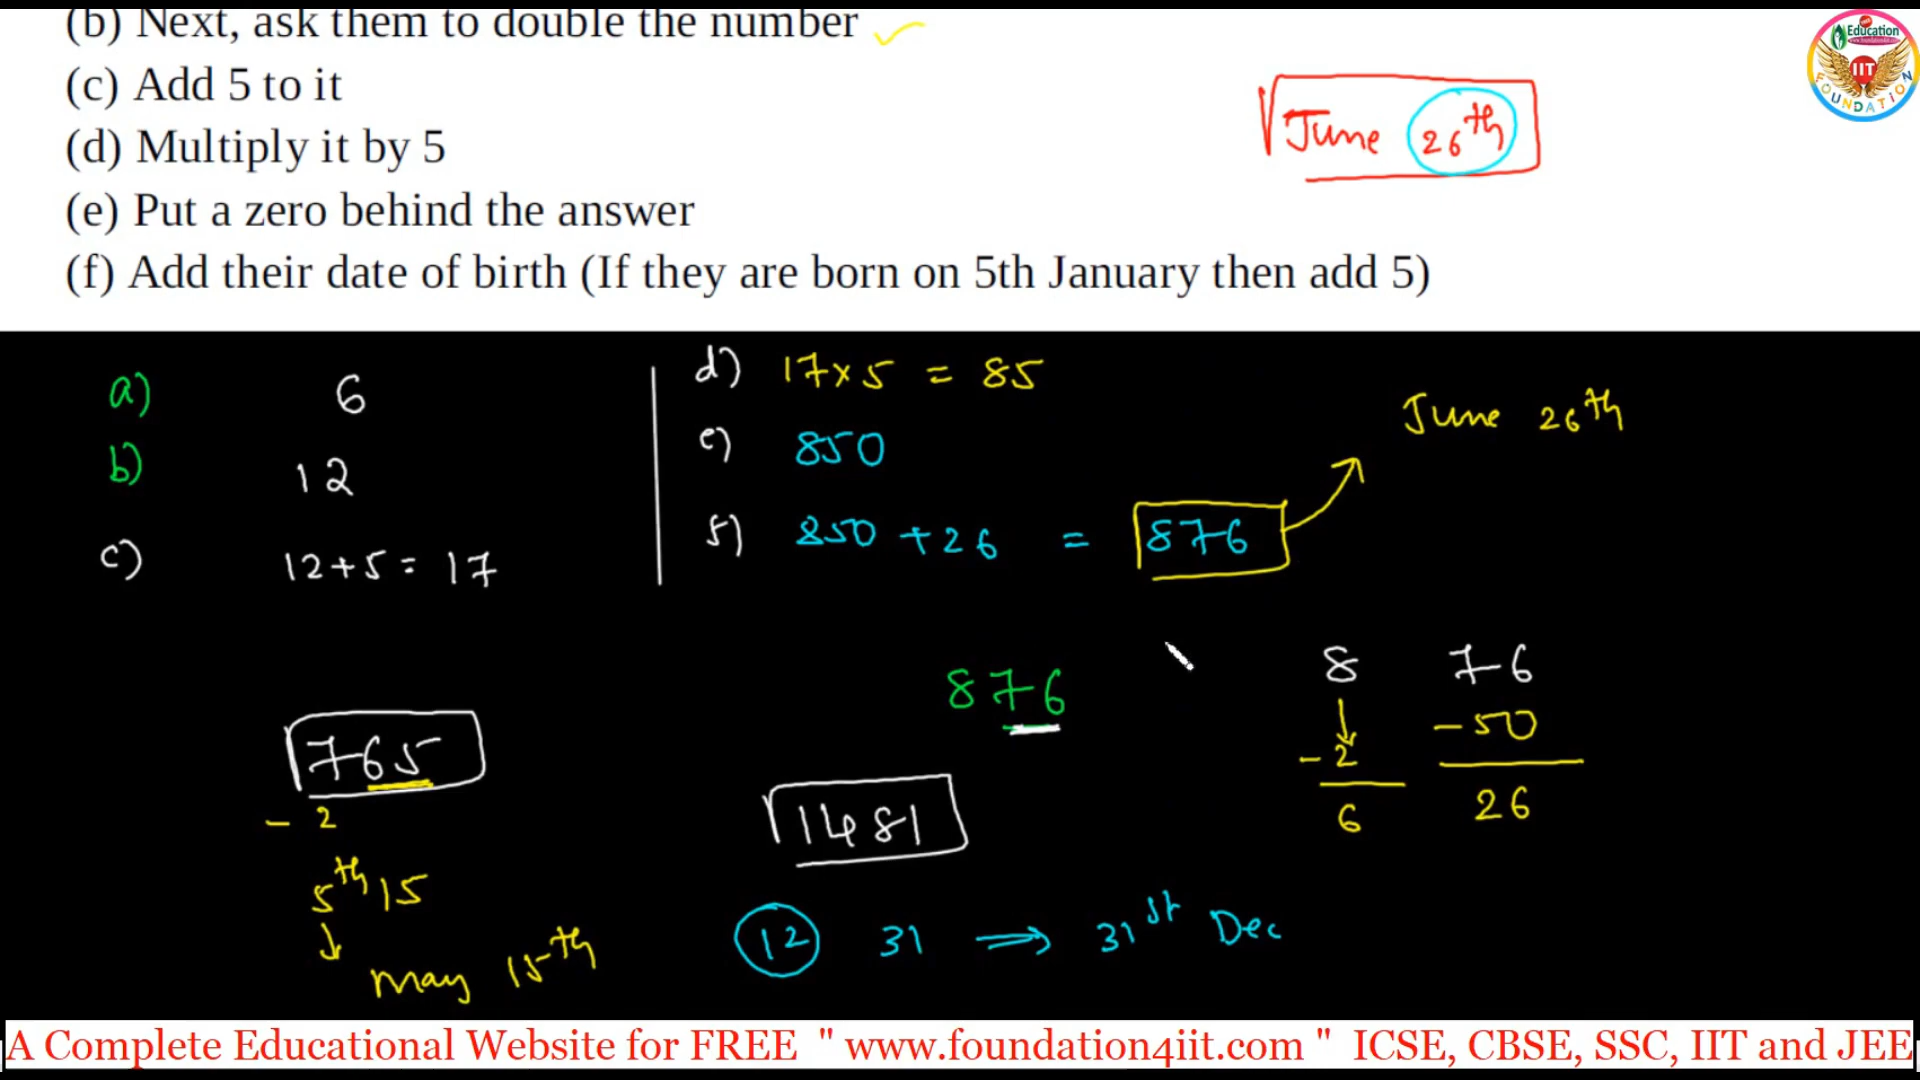 (b) Next, ask them to double the number
(c) Add 5 to it
(d) Multiply it by 5
(e) Put a zero behind the answer
(f) Add their date of birth (If they are born on 5th January then add 5)
June 26th
Education
IIT
FOUNDATION
a) 6
b) 12
c) 12+5= 17
d) 17×5 = 85
e) 850
f) 850 +26 = 876
June 26th
765
- 2
5th 15
May 15th
876
1481
12 31 ⇒ 31st Dec
8 76
-2 -50
6 26
A Complete Educational Website for FREE " www.foundation4iit.com " ICSE, CBSE, SSC, IIT and JEE